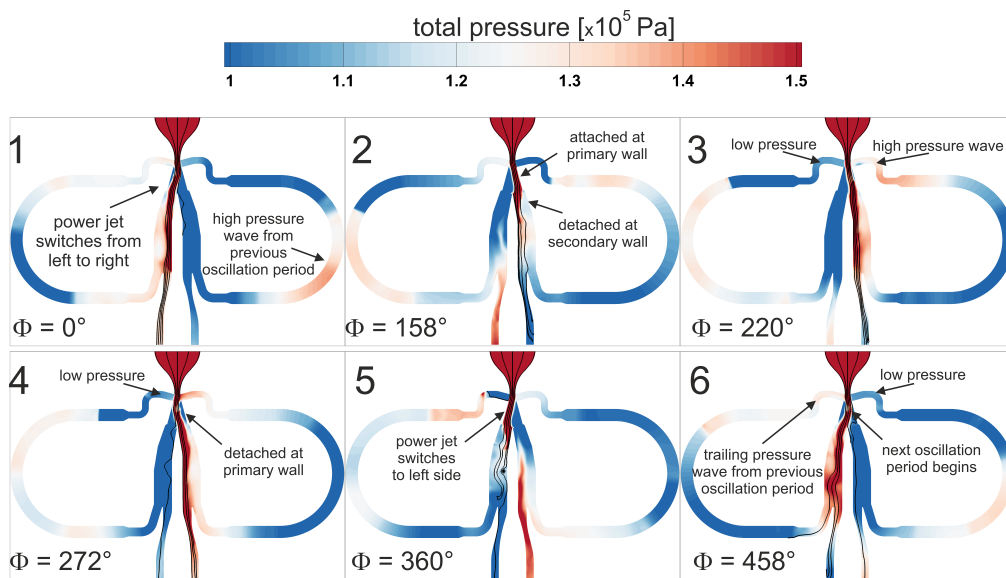 total pressure [x10⁵ Pa]
1 1.1 1.2 1.3 1.4 1.5
1
power jet
switches from
left to right
high pressure
wave from
previous
oscillation period
Φ = 0°
2
attached at
primary wall
detached at
secondary wall
Φ = 158°
3
low pressure
high pressure wave
Φ = 220°
4
low pressure
detached at
primary wall
Φ = 272°
5
power jet
switches
to left side
Φ = 360°
6
low pressure
trailing pressure
wave from previous
oscillation period
next oscillation
period begins
Φ = 458°